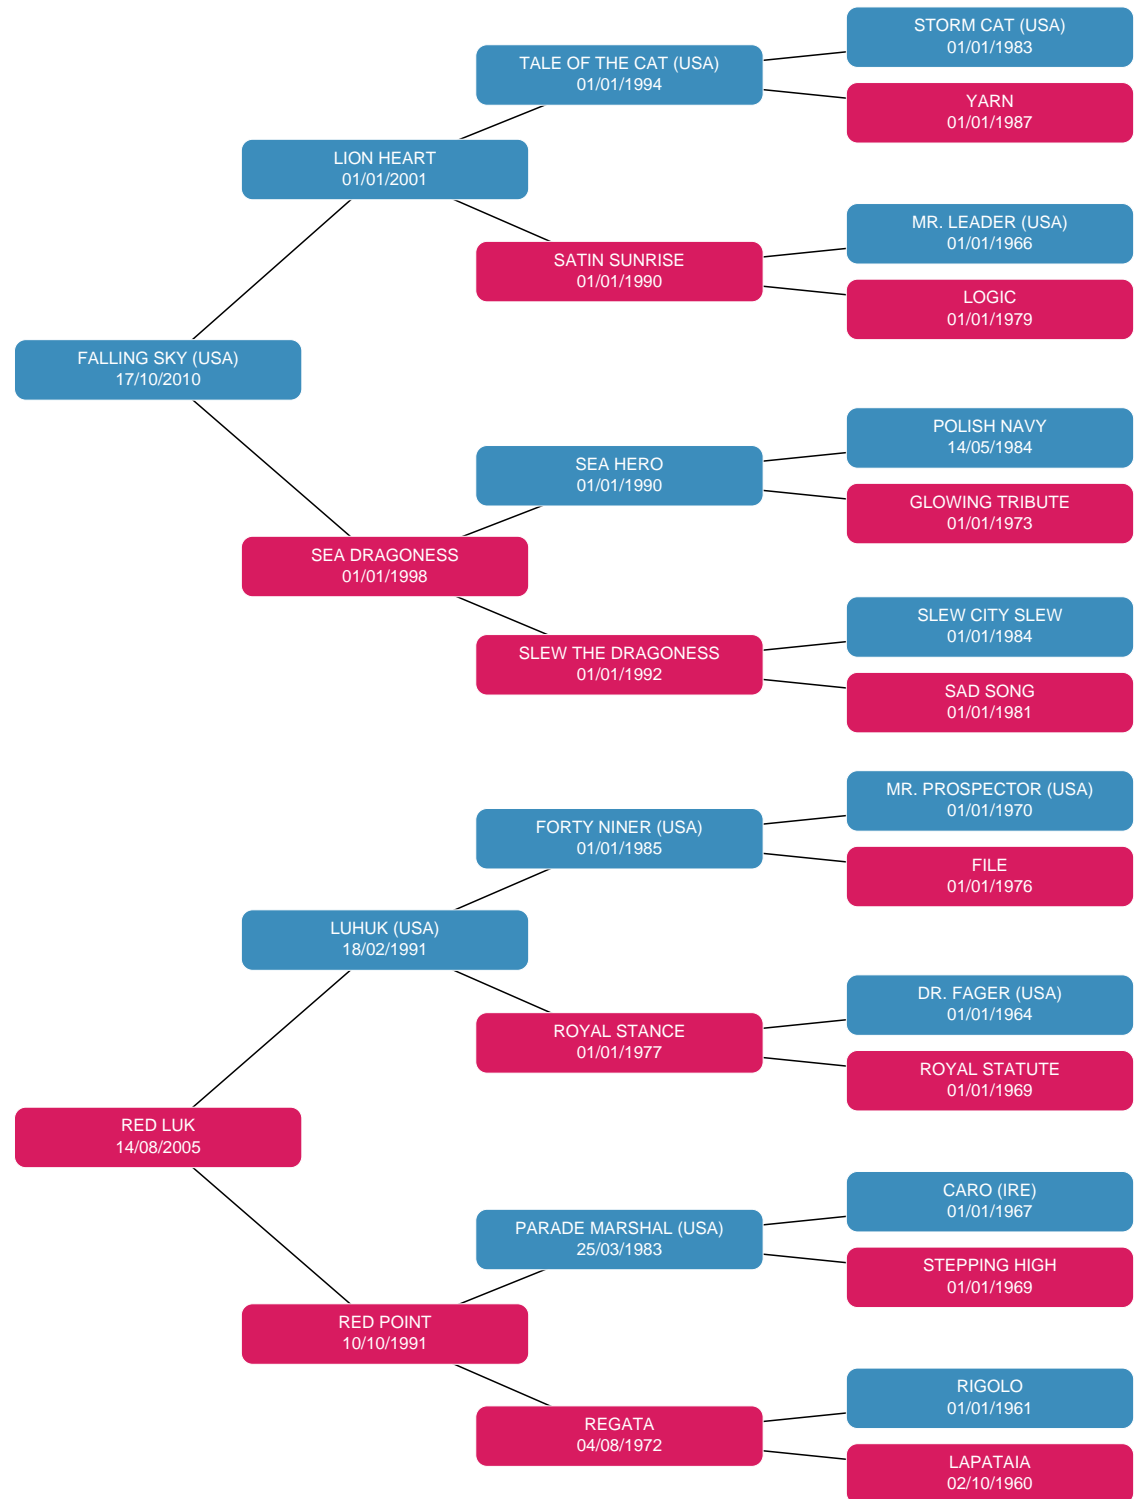 STORM CAT (USA)
01/01/1983
TALE OF THE CAT (USA)
01/01/1994
YARN
01/01/1987
LION HEART
01/01/2001
MR. LEADER (USA)
01/01/1966
SATIN SUNRISE
01/01/1990
LOGIC
01/01/1979
FALLING SKY (USA)
17/10/2010
POLISH NAVY
14/05/1984
SEA HERO
01/01/1990
GLOWING TRIBUTE
01/01/1973
SEA DRAGONESS
01/01/1998
SLEW CITY SLEW
01/01/1984
SLEW THE DRAGONESS
01/01/1992
SAD SONG
01/01/1981
MR. PROSPECTOR (USA)
01/01/1970
FORTY NINER (USA)
01/01/1985
FILE
01/01/1976
LUHUK (USA)
18/02/1991
DR. FAGER (USA)
01/01/1964
ROYAL STANCE
01/01/1977
ROYAL STATUTE
01/01/1969
RED LUK
14/08/2005
CARO (IRE)
01/01/1967
PARADE MARSHAL (USA)
25/03/1983
STEPPING HIGH
01/01/1969
RED POINT
10/10/1991
RIGOLO
01/01/1961
REGATA
04/08/1972
LAPATAIA
02/10/1960